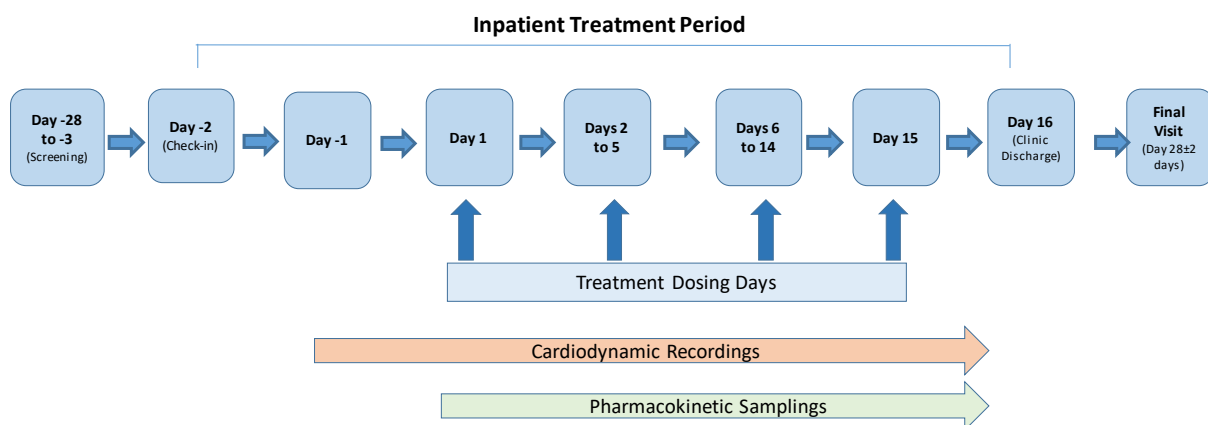 Inpatient Treatment Period
Day -28
to -3
(Screening)
Day -2
(Check-in)
Day -1
Day 1
Days 2
to 5
Days 6
to 14
Day 15
Day 16
(Clinic
Discharge)
Final
Visit
(Day 28±2
days)
Treatment Dosing Days
Cardiodynamic Recordings
Pharmacokinetic Samplings